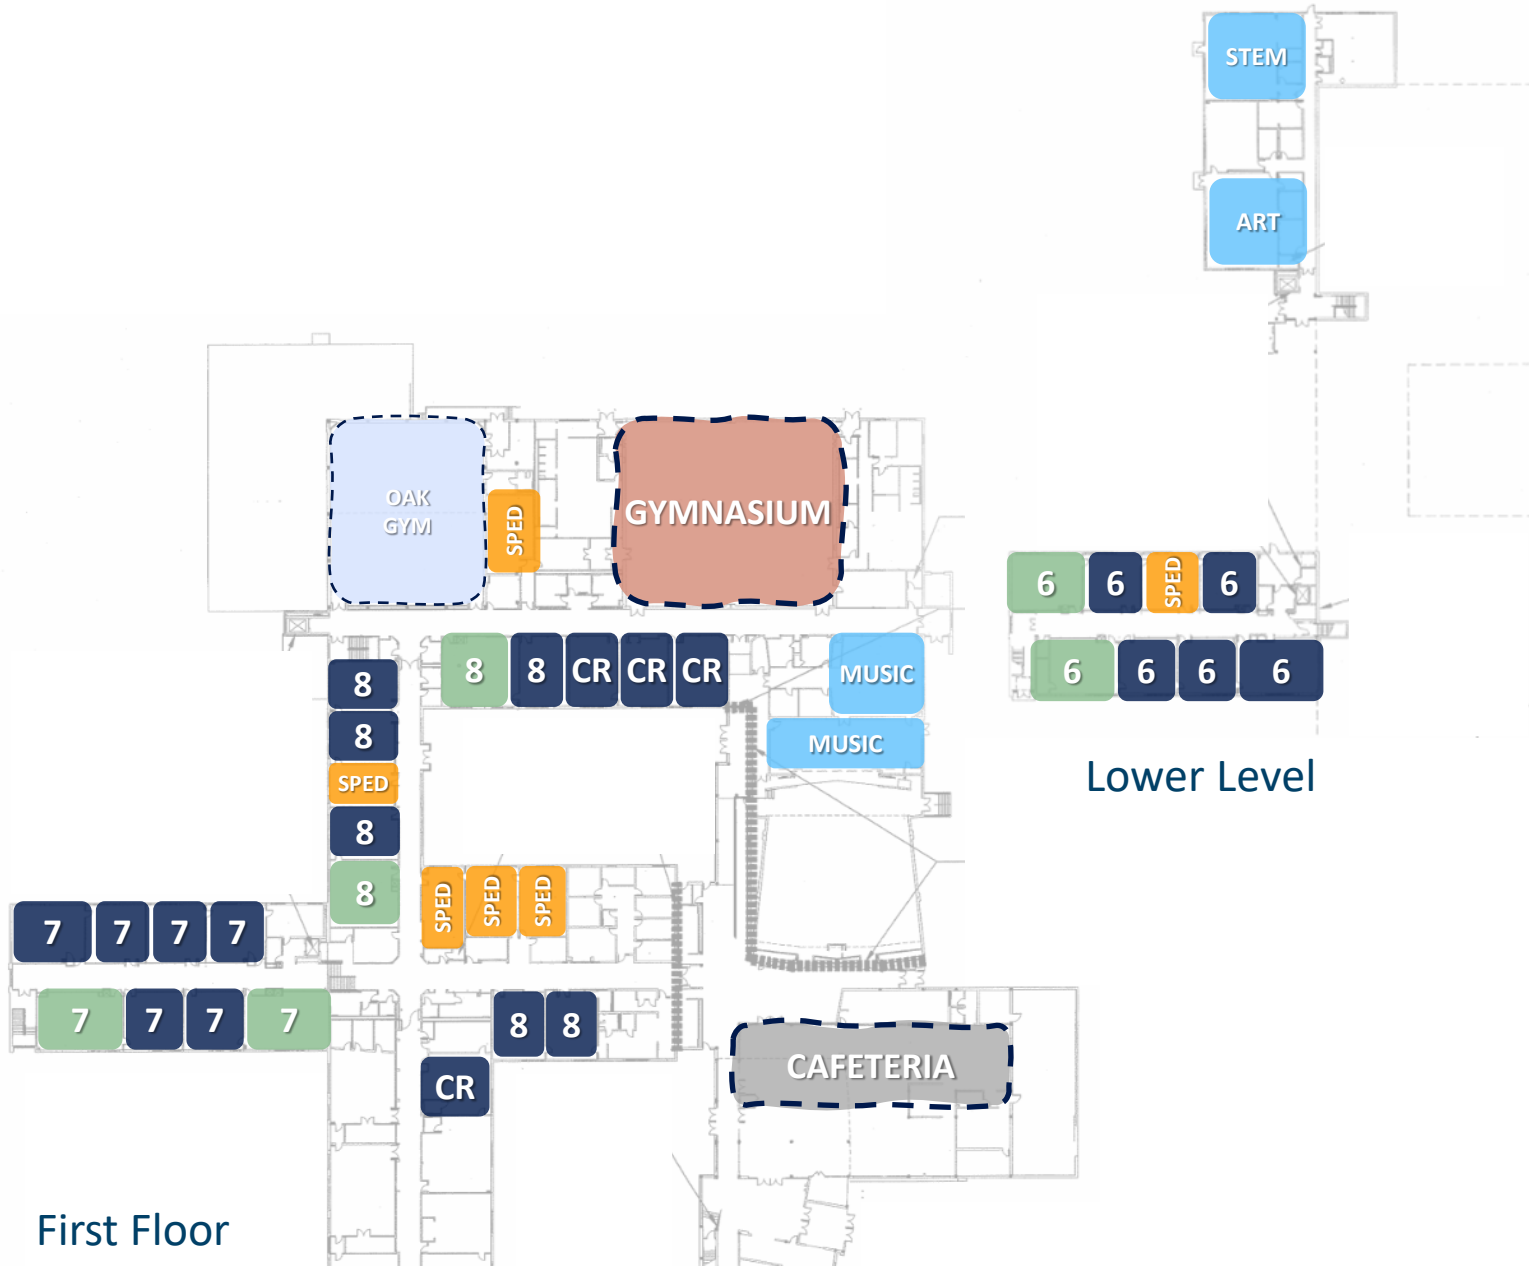 STEM
ART
OAK
GYM
SPED
GYMNASIUM
6 6 SPED 6
6 6 6 6
Lower Level
8 8 CR CR CR
MUSIC
MUSIC
8
8
SPED
8
8
SPED SPED SPED
7 7 7 7
7 7 7 7
8 8
CR
CAFETERIA
First Floor